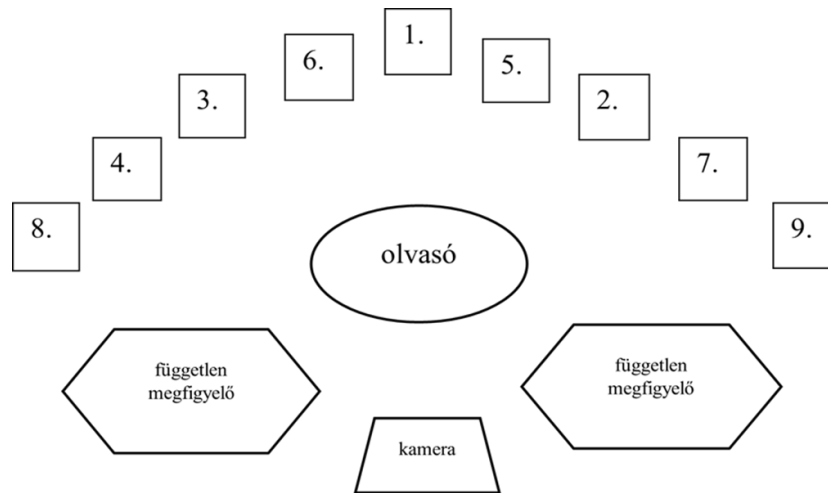 1.
6.
5.
3.
2.
4.
7.
8.
9.
olvasó
független
megfigyelő
független
megfigyelő
kamera